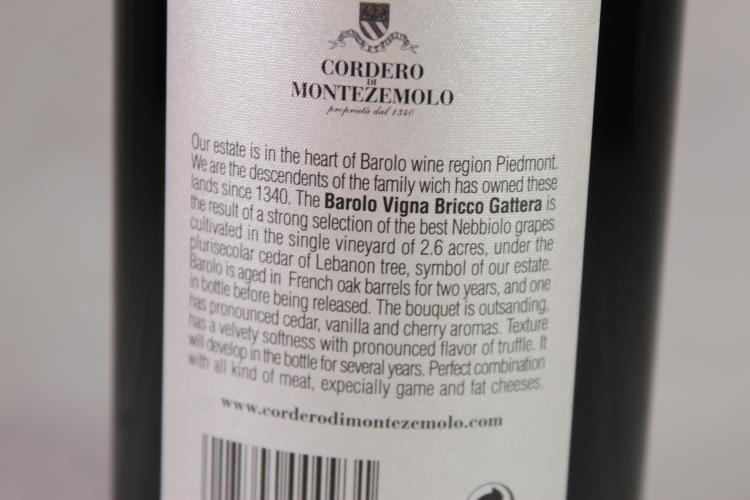 CORDERO
DI
MONTEZEMOLO
proprietà dal 1340
Our estate is in the heart of Barolo wine region Piedmont.
We are the descendents of the family wich has owned these
lands since 1340. The Barolo Vigna Bricco Gattera is
the result of a strong selection of the best Nebbiolo grapes
cultivated in the single vineyard of 2.6 acres, under the
plurisecolar cedar of Lebanon tree, symbol of our estate.
Barolo is aged in French oak barrels for two years, and one
in bottle before being released. The bouquet is outsanding,
has pronounced cedar, vanilla and cherry aromas. Texture
has a velvety softness with pronounced flavor of truffle. It
will develop in the bottle for several years. Perfect combination
with all kind of meat, expecially game and fat cheeses.
www.corderodimontezemolo.com